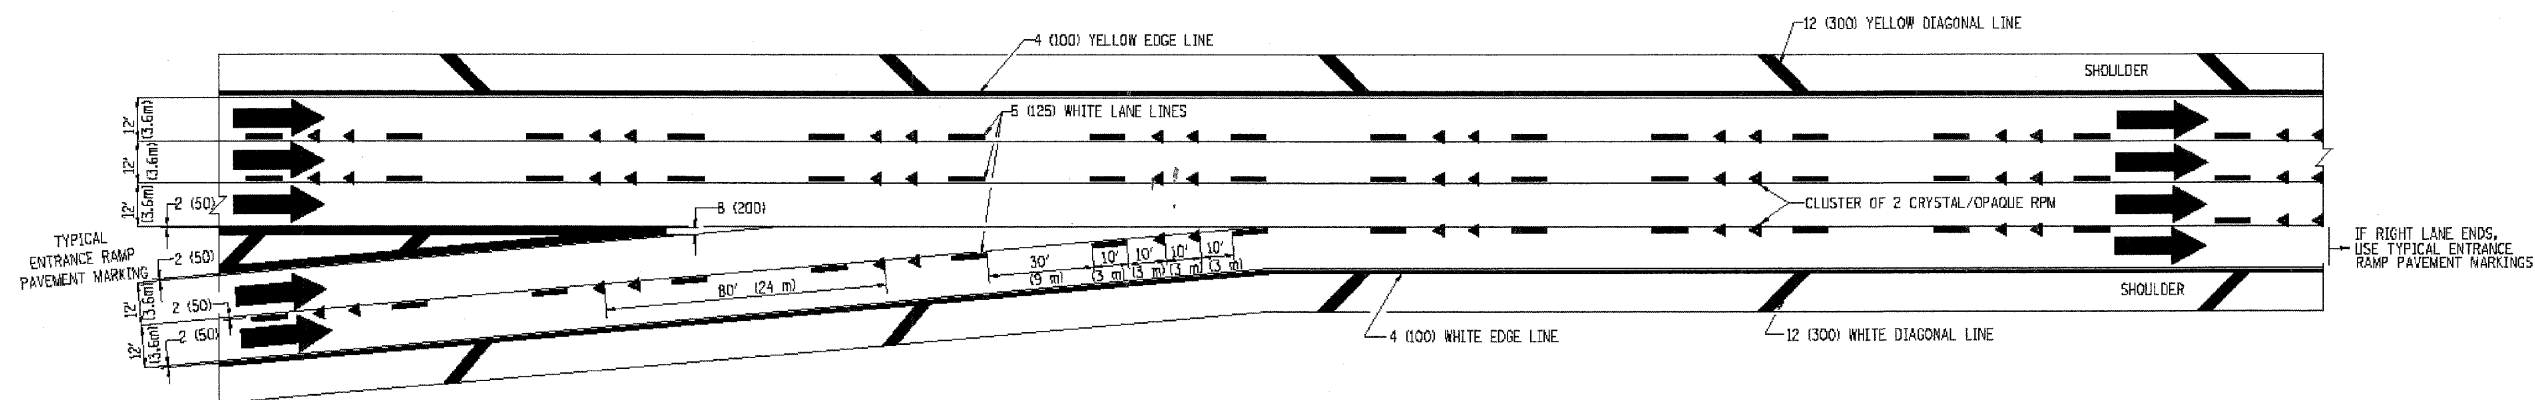 12 (300) YELLOW DIAGONAL LINE
4 (100) YELLOW EDGE LINE
SHOULDER
12'
(3.6m)
5 (125) WHITE LANE LINES
12'
(3.6m)
12'
(3.6m)
2 (50)
8 (200)
CLUSTER OF 2 CRYSTAL/OPAQUE RPM
TYPICAL
ENTRANCE RAMP
PAVEMENT MARKING
2 (50)
IF RIGHT LANE ENDS,
USE TYPICAL ENTRANCE
RAMP PAVEMENT MARKINGS
30'
(9 m)
10'
(3 m)
10'
(3 m)
10'
(3 m)
10'
(3 m)
80' (24 m)
12'
(3.6m)
2 (50)
12'
(3.6m)
2 (50)
SHOULDER
4 (100) WHITE EDGE LINE
12 (300) WHITE DIAGONAL LINE